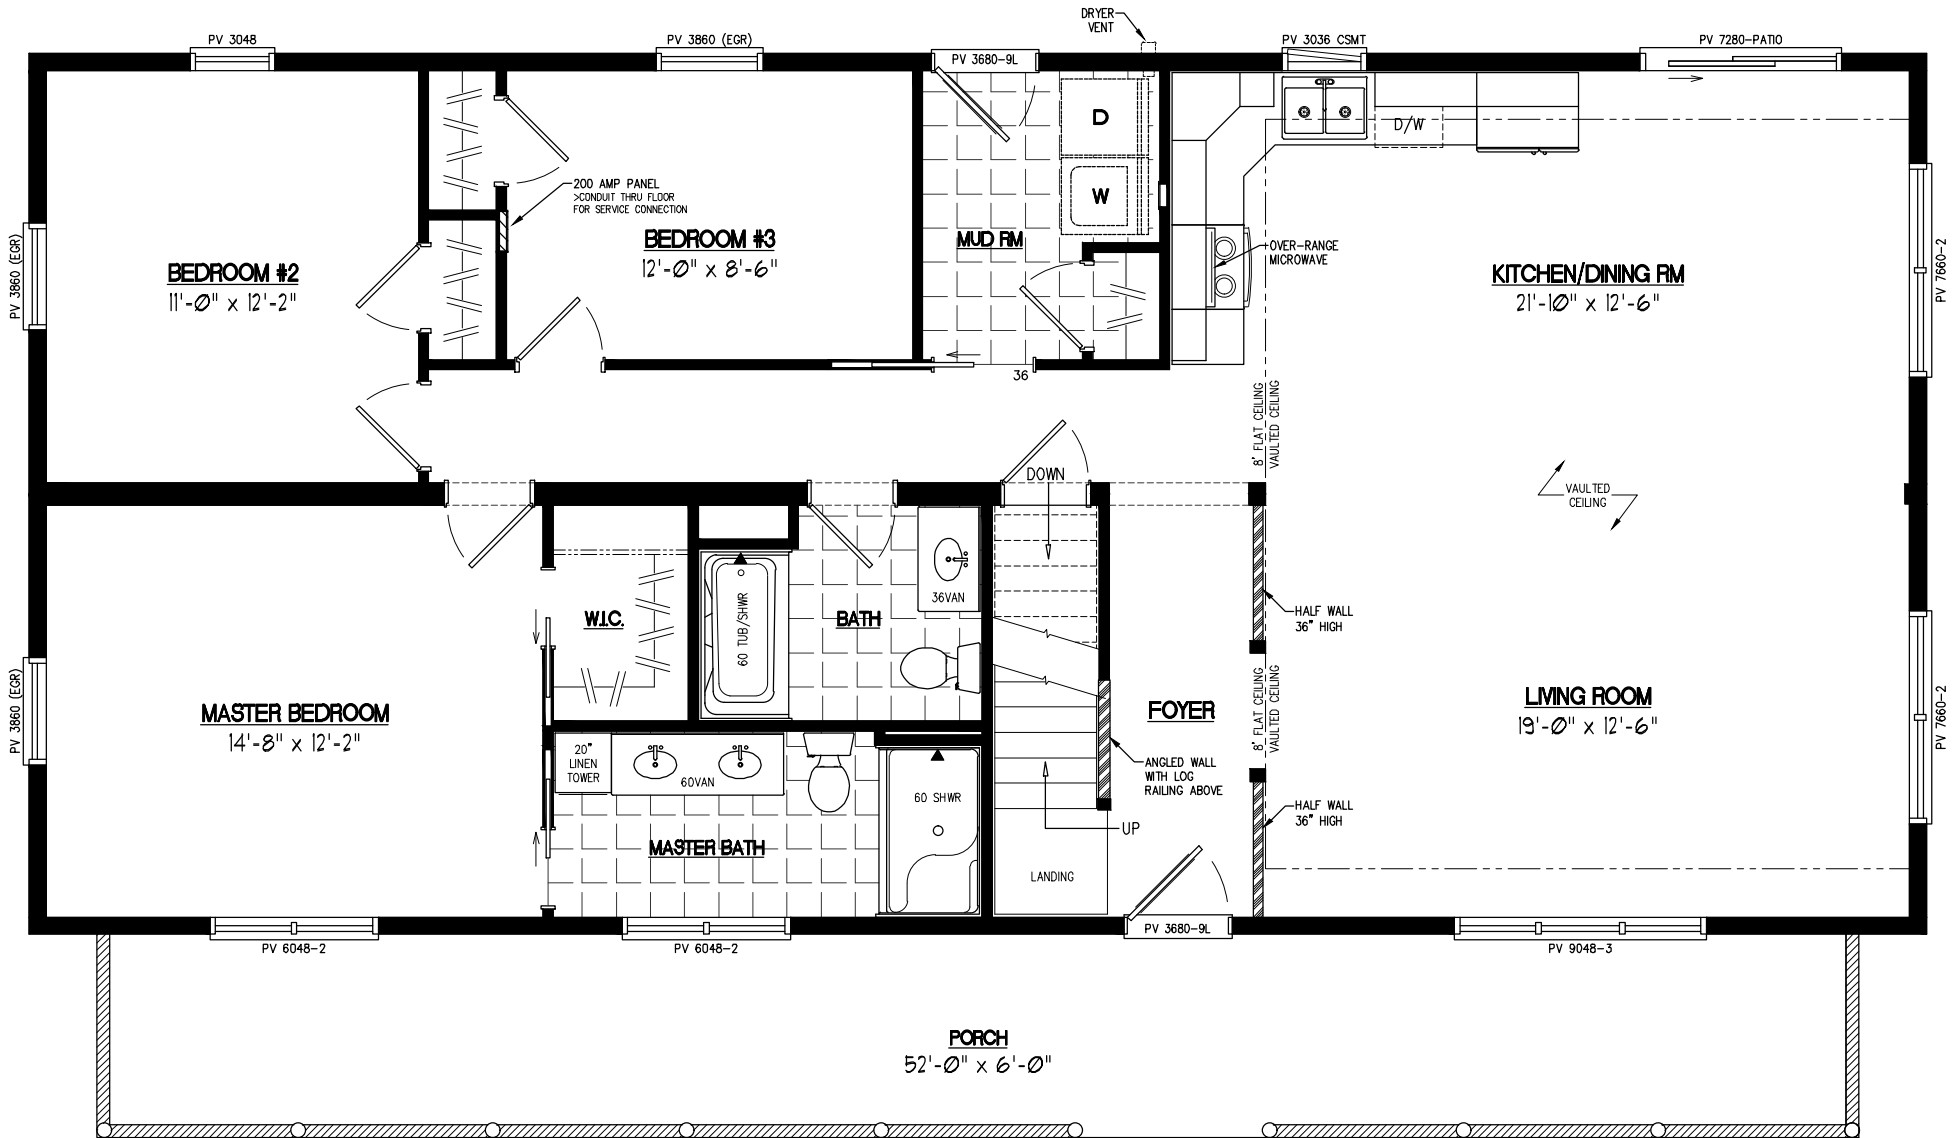 DRYER
VENT
PV 3048
PV 3860 (EGR)
PV 3680-9L
PV 3036 CSMT
PV 7280-PATIO
D
W
D/W
200 AMP PANEL
>CONDUIT THRU FLOOR
FOR SERVICE CONNECTION
BEDROOM #2
11'-0" x 12'-2"
BEDROOM #3
12'-0" x 8'-6"
MUD RM
OVER-RANGE
MICROWAVE
KITCHEN/DINING RM
21'-10" x 12'-6"
PV 3860 (EGR)
PV 7660-2
36
8' FLAT CEILING
VAULTED CEILING
DOWN
VAULTED
CEILING
W.I.C.
60 TUB/SHWR
BATH
36VAN
HALF WALL
36" HIGH
MASTER BEDROOM
14'-8" x 12'-2"
FOYER
LIVING ROOM
19'-0" x 12'-6"
PV 3860 (EGR)
PV 7660-2
8' FLAT CEILING
VAULTED CEILING
20"
LINEN
TOWER
60VAN
60 SHWR
ANGLED WALL
WITH LOG
RAILING ABOVE
HALF WALL
36" HIGH
UP
MASTER BATH
LANDING
PV 6048-2
PV 6048-2
PV 3680-9L
PV 9048-3
PORCH
52'-0" x 6'-0"